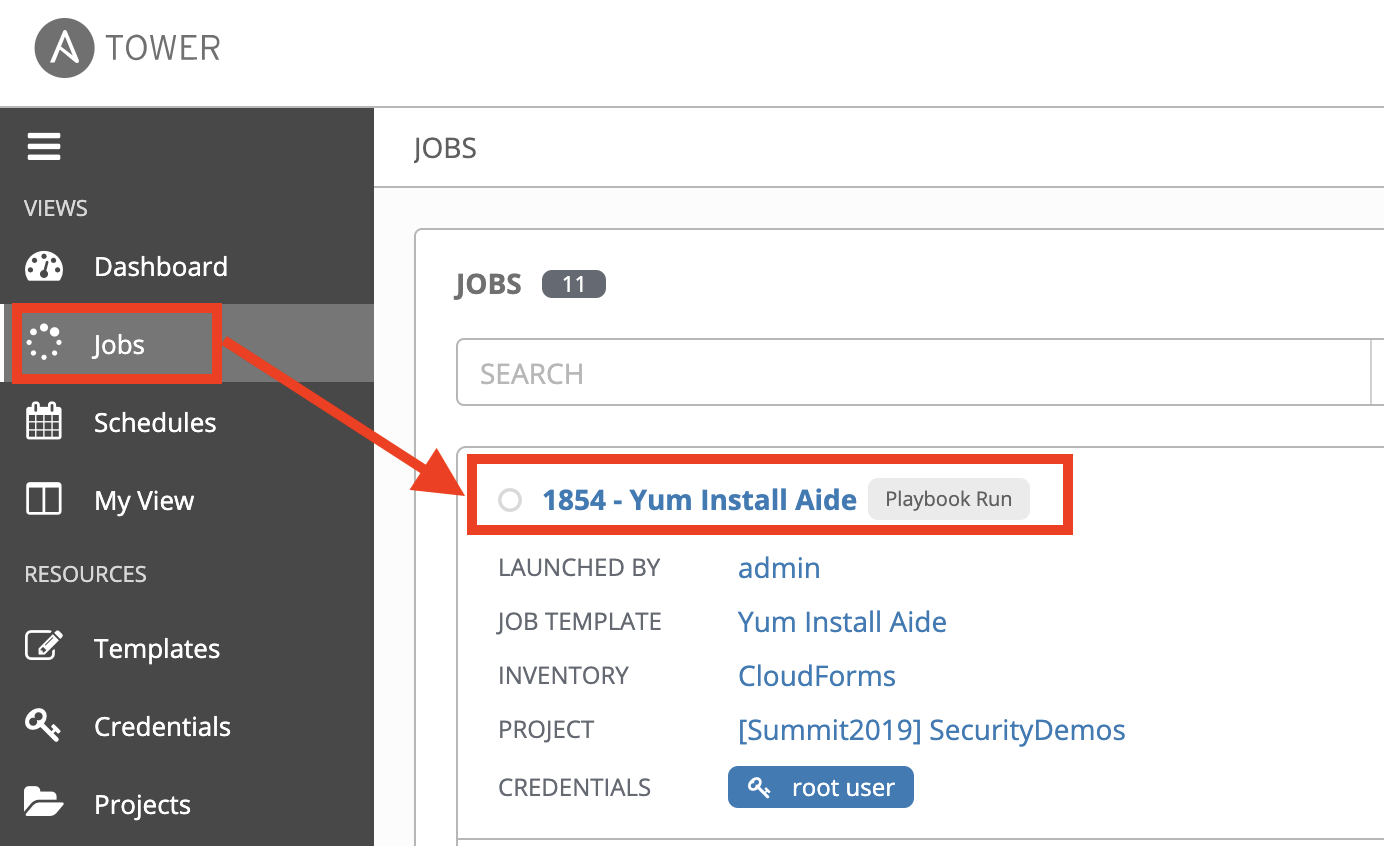 TOWER
VIEWS
Dashboard
Jobs
Schedules
My View
RESOURCES
Templates
Credentials
Projects
JOBS
JOBS 11
SEARCH
1854 - Yum Install Aide Playbook Run
LAUNCHED BY admin
JOB TEMPLATE Yum Install Aide
INVENTORY CloudForms
PROJECT [Summit2019] SecurityDemos
CREDENTIALS root user